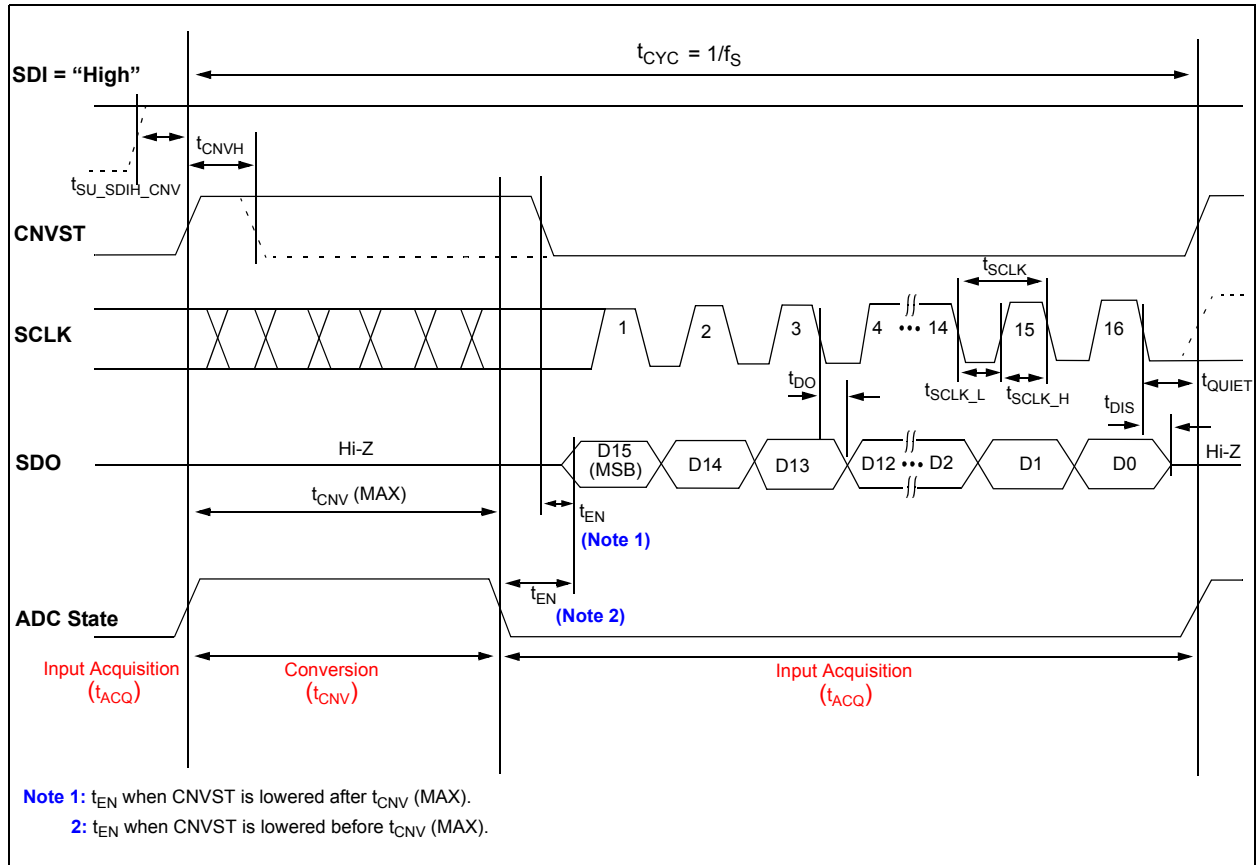 tCYC = 1/fS
SDI = “High”
tCNVH
tSU_SDIH_CNV
CNVST
tSCLK
SCLK
1
2
3
4 ••• 14
15
16
tDO
tSCLK_L
tSCLK_H
tQUIET
tDIS
SDO
Hi-Z
D15
(MSB)
D14
D13
D12 ••• D2
D1
D0
Hi-Z
tCNV (MAX)
tEN
(Note 1)
tEN
(Note 2)
ADC State
Input Acquisition
(tACQ)
Conversion
(tCNV)
Input Acquisition
(tACQ)
Note 1: tEN when CNVST is lowered after tCNV (MAX).
2: tEN when CNVST is lowered before tCNV (MAX).